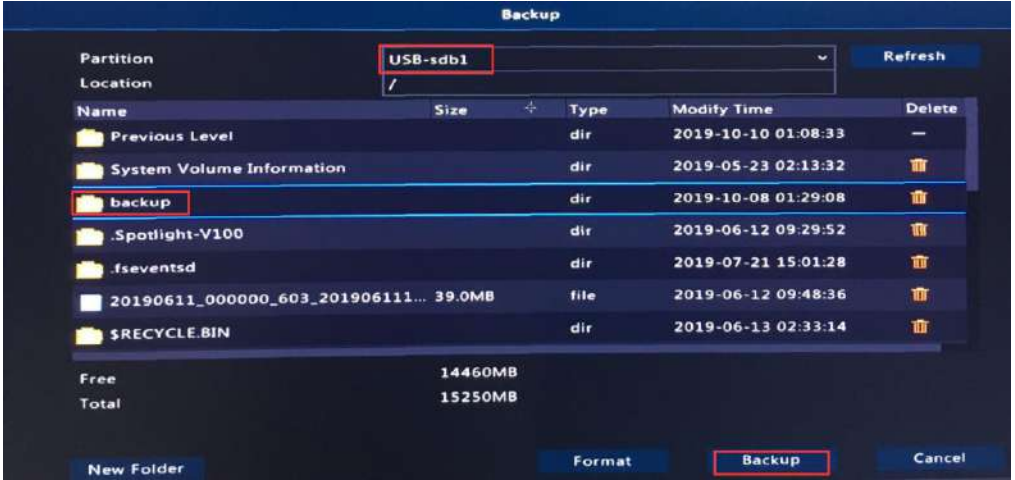 Backup
Partition USB-sdb1 Refresh
Location /
Name Size Type Modify Time Delete
Previous Level dir 2019-10-10 01:08:33 —
System Volume Information dir 2019-05-23 02:13:32
backup dir 2019-10-08 01:29:08
.Spotlight-V100 dir 2019-06-12 09:29:52
.fseventsd dir 2019-07-21 15:01:28
20190611_000000_603_201906111... 39.0MB file 2019-06-12 09:48:36
$RECYCLE.BIN dir 2019-06-13 02:33:14
Free 14460MB
Total 15250MB
New Folder Format Backup Cancel